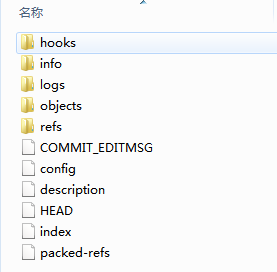 名称
hooks
info
logs
objects
refs
COMMIT_EDITMSG
config
description
HEAD
index
packed-refs